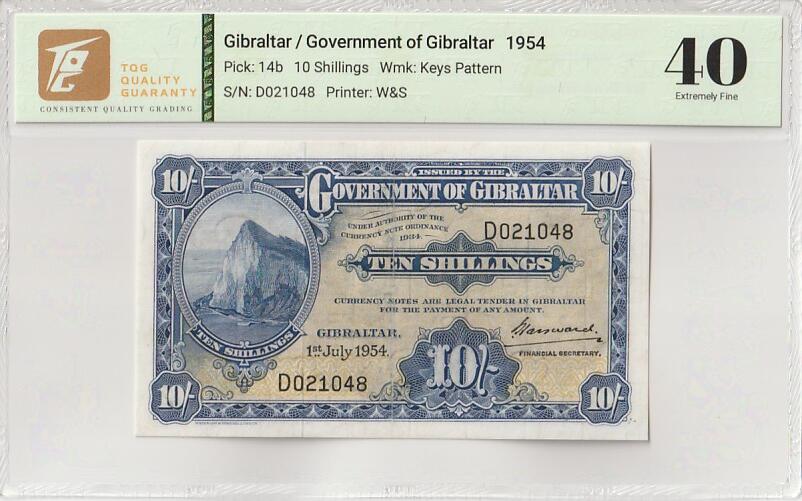 TQG
QUALITY
GUARANTY
CONSISTENT QUALITY GRADING
Gibraltar / Government of Gibraltar 1954
Pick: 14b 10 Shillings Wmk: Keys Pattern
S/N: D021048 Printer: W&S
40
Extremely Fine
10/-
ISSUED BY THE
GOVERNMENT OF GIBRALTAR
10/-
UNDER AUTHORITY OF THE
CURRENCY NOTE ORDINANCE
1934.
D021048
TEN SHILLINGS
CURRENCY NOTES ARE LEGAL TENDER IN GIBRALTAR
FOR THE PAYMENT OF ANY AMOUNT.
TEN SHILLINGS
GIBRALTAR,
1st July 1954.
FINANCIAL SECRETARY.
D021048
10/-
10/-
10/-